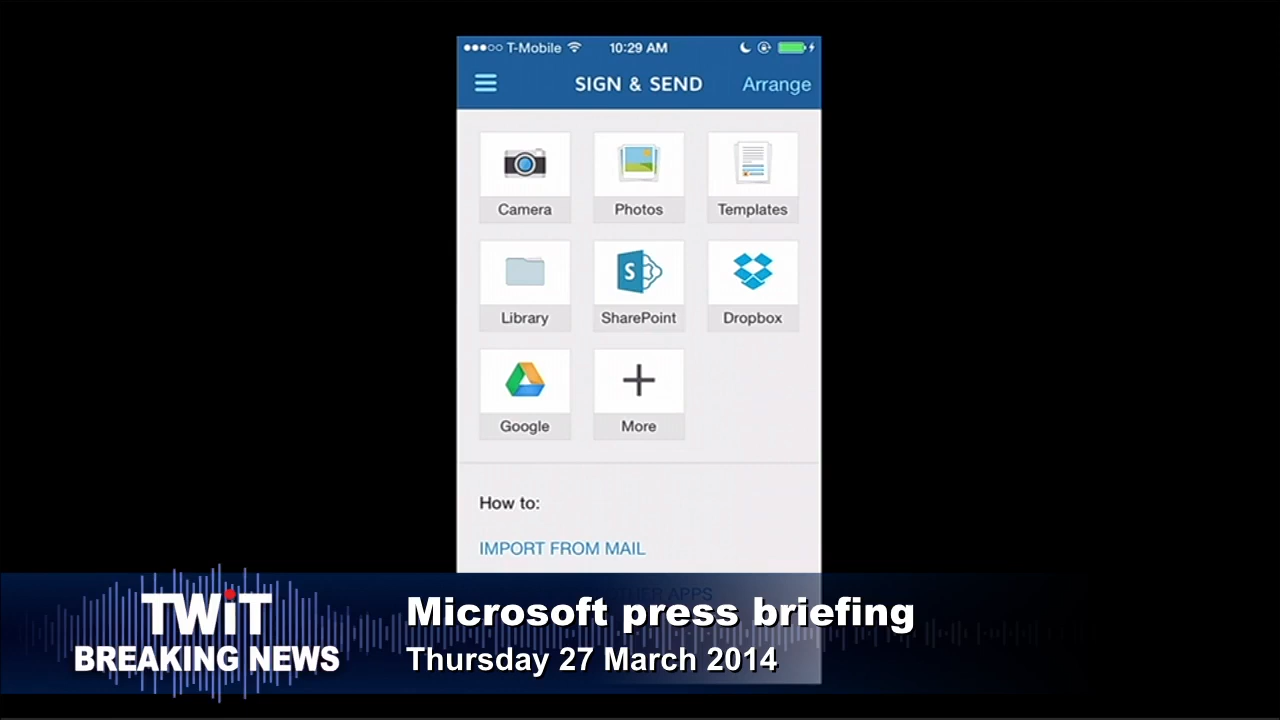 T-Mobile 10:29 AM
SIGN & SEND Arrange
Camera Photos Templates
S
Library SharePoint Dropbox
Google More
How to:
IMPORT FROM MAIL
APPS
TWiT
BREAKING NEWS
Microsoft press briefing
Thursday 27 March 2014